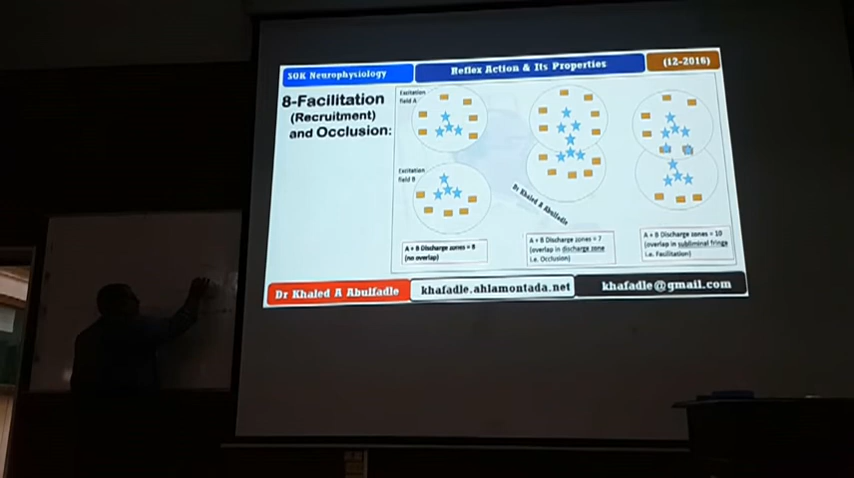 SOK Neurophysiology
Reflex Action & Its Properties
(12-2016)
8-Facilitation
(Recruitment)
and Occlusion:
Excitation
field A
Excitation
field B
Dr Khaled A Abulfadle
A + B Discharge zones = 8
(no overlap)
A + B Discharge zones = 7
(overlap in discharge zone
i.e. Occlusion)
A + B Discharge zones = 10
(overlap in subliminal fringe
i.e. Facilitation)
Dr Khaled A Abulfadle
khafadle.ahlamontada.net
khafadle@gmail.com